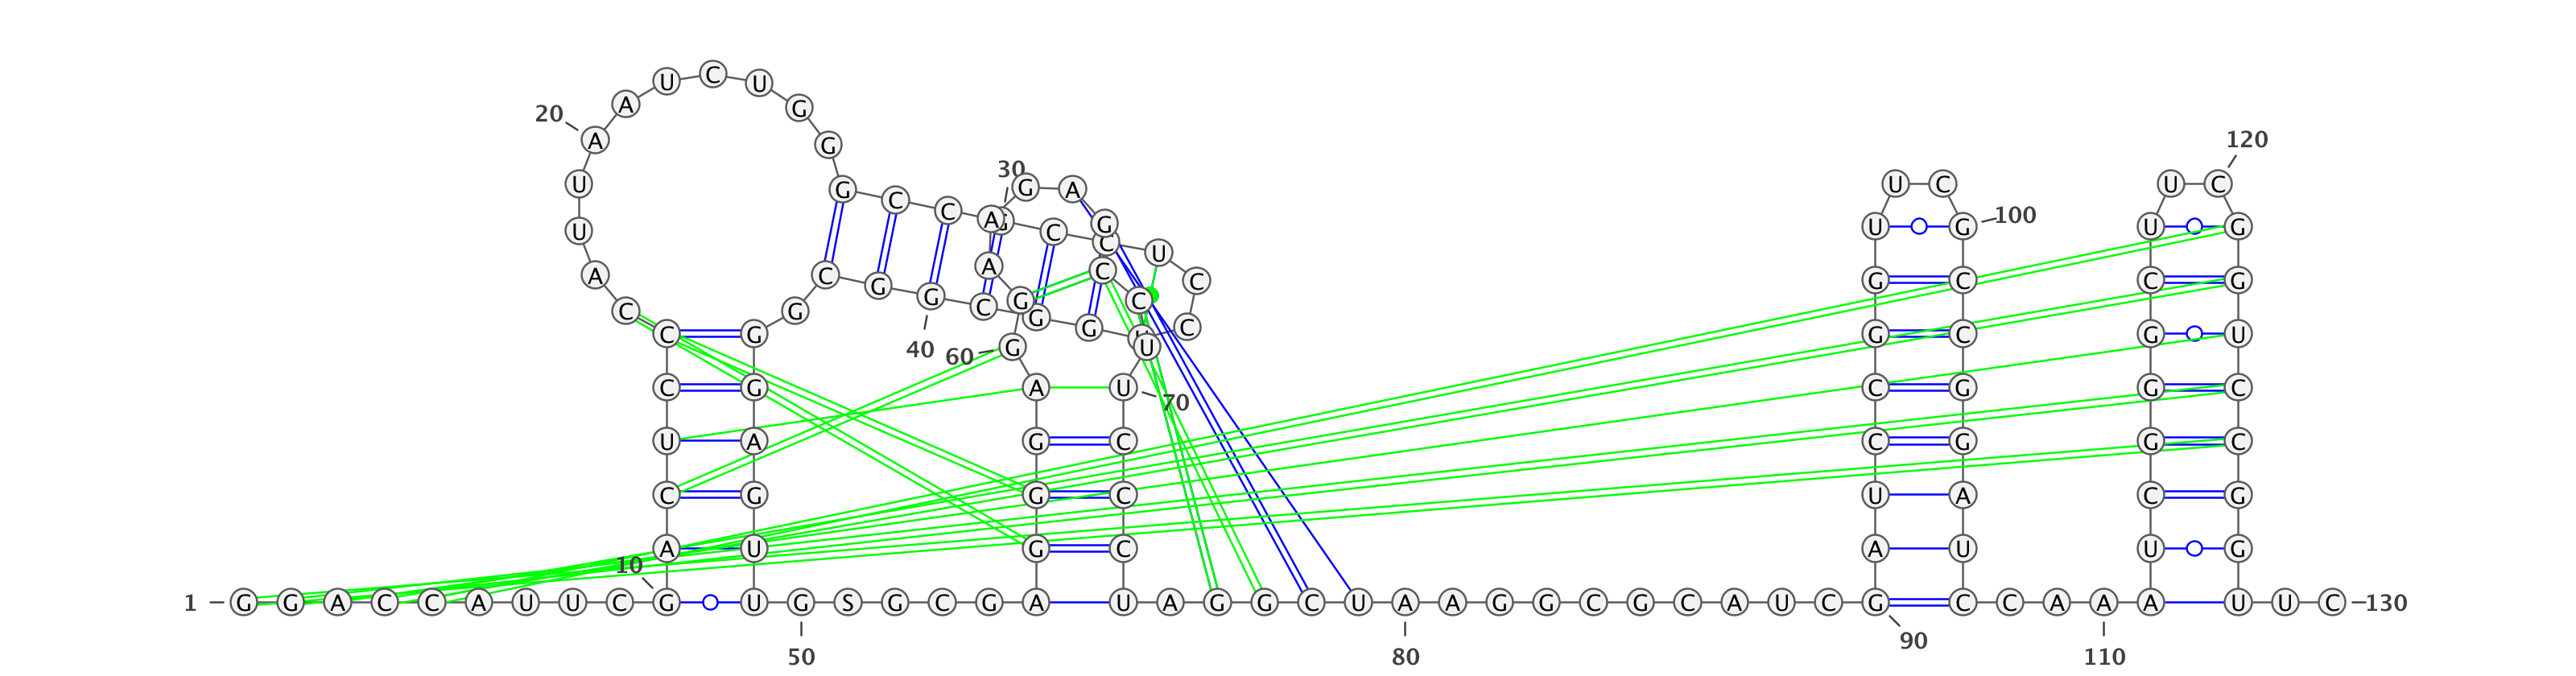 1
G G A C C A U U C G
10
A C U C C C A U U A
20
A U C U G G G C C G
30
C C U C C U G G C G
40
G C G G G A G U U G
50
S G C G A G G G A G
60
G A A G A G C C U U
70
C C C U A G G C U A
80
A G G C G C A U C G
90
A U C C G G U U C G
100
C C G G A U C C A A
110
A U C G G G C U U C
120
G G U C C G G U U C
130